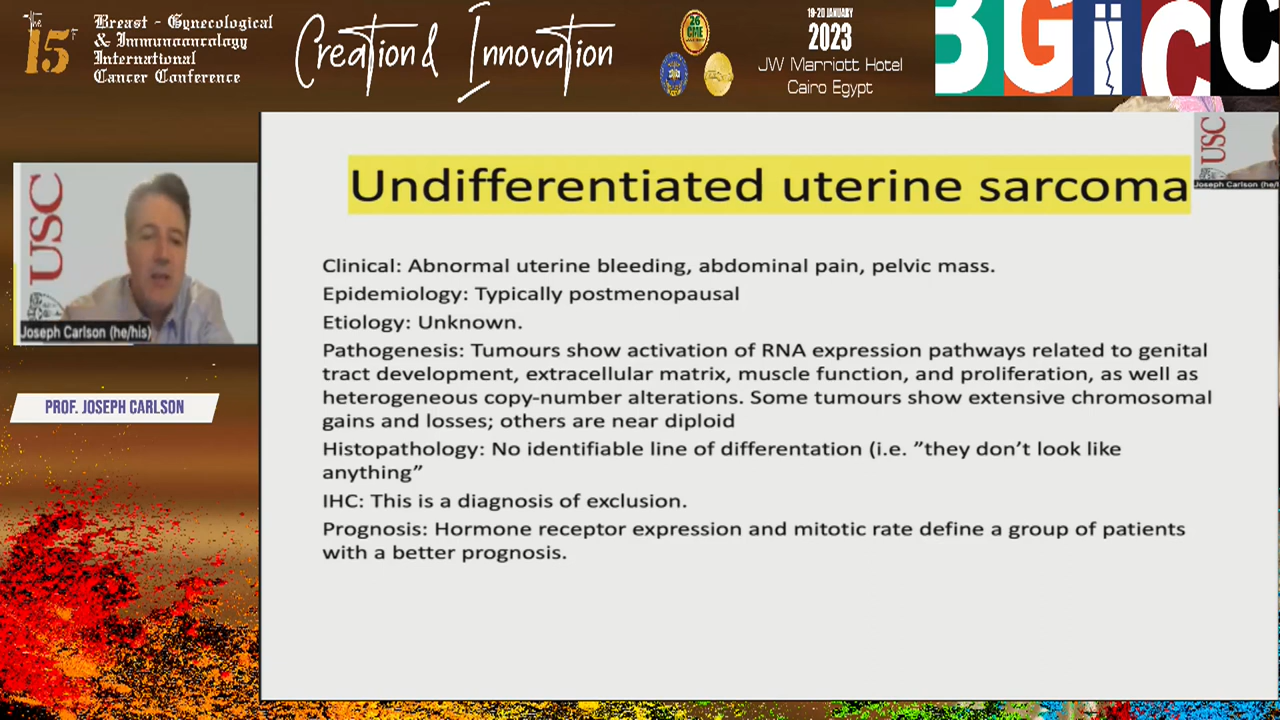 The
15th
Breast - Gynecological
& Immunooncology
International
Cancer Conference
Creation & Innovation
26
CME
18-20 JANUARY
2023
JW Marriott Hotel
Cairo Egypt
BGICC
USC
Joseph Carlson (he/his)
PROF. JOSEPH CARLSON
USC
Joseph Carlson (he/
Undifferentiated uterine sarcoma
Clinical: Abnormal uterine bleeding, abdominal pain, pelvic mass.
Epidemiology: Typically postmenopausal
Etiology: Unknown.
Pathogenesis: Tumours show activation of RNA expression pathways related to genital
tract development, extracellular matrix, muscle function, and proliferation, as well as
heterogeneous copy-number alterations. Some tumours show extensive chromosomal
gains and losses; others are near diploid
Histopathology: No identifiable line of differentation (i.e. ”they don’t look like
anything”
IHC: This is a diagnosis of exclusion.
Prognosis: Hormone receptor expression and mitotic rate define a group of patients
with a better prognosis.